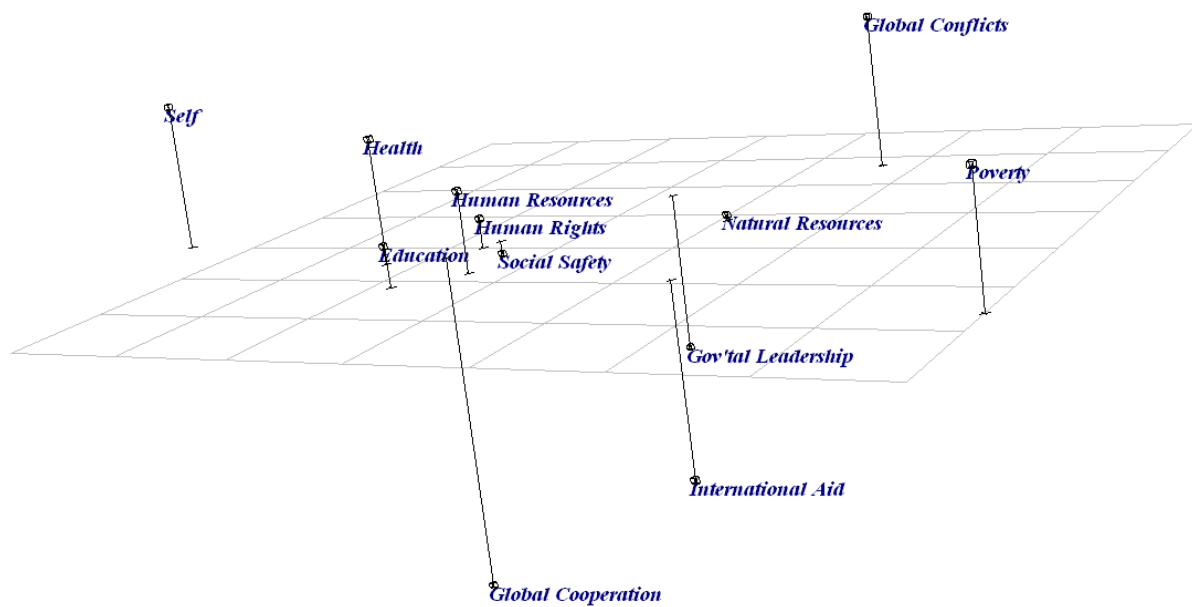 Global Conflicts
Self
Health
Poverty
Human Resources
Natural Resources
Human Rights
Education
Social Safety
Gov'tal Leadership
International Aid
Global Cooperation